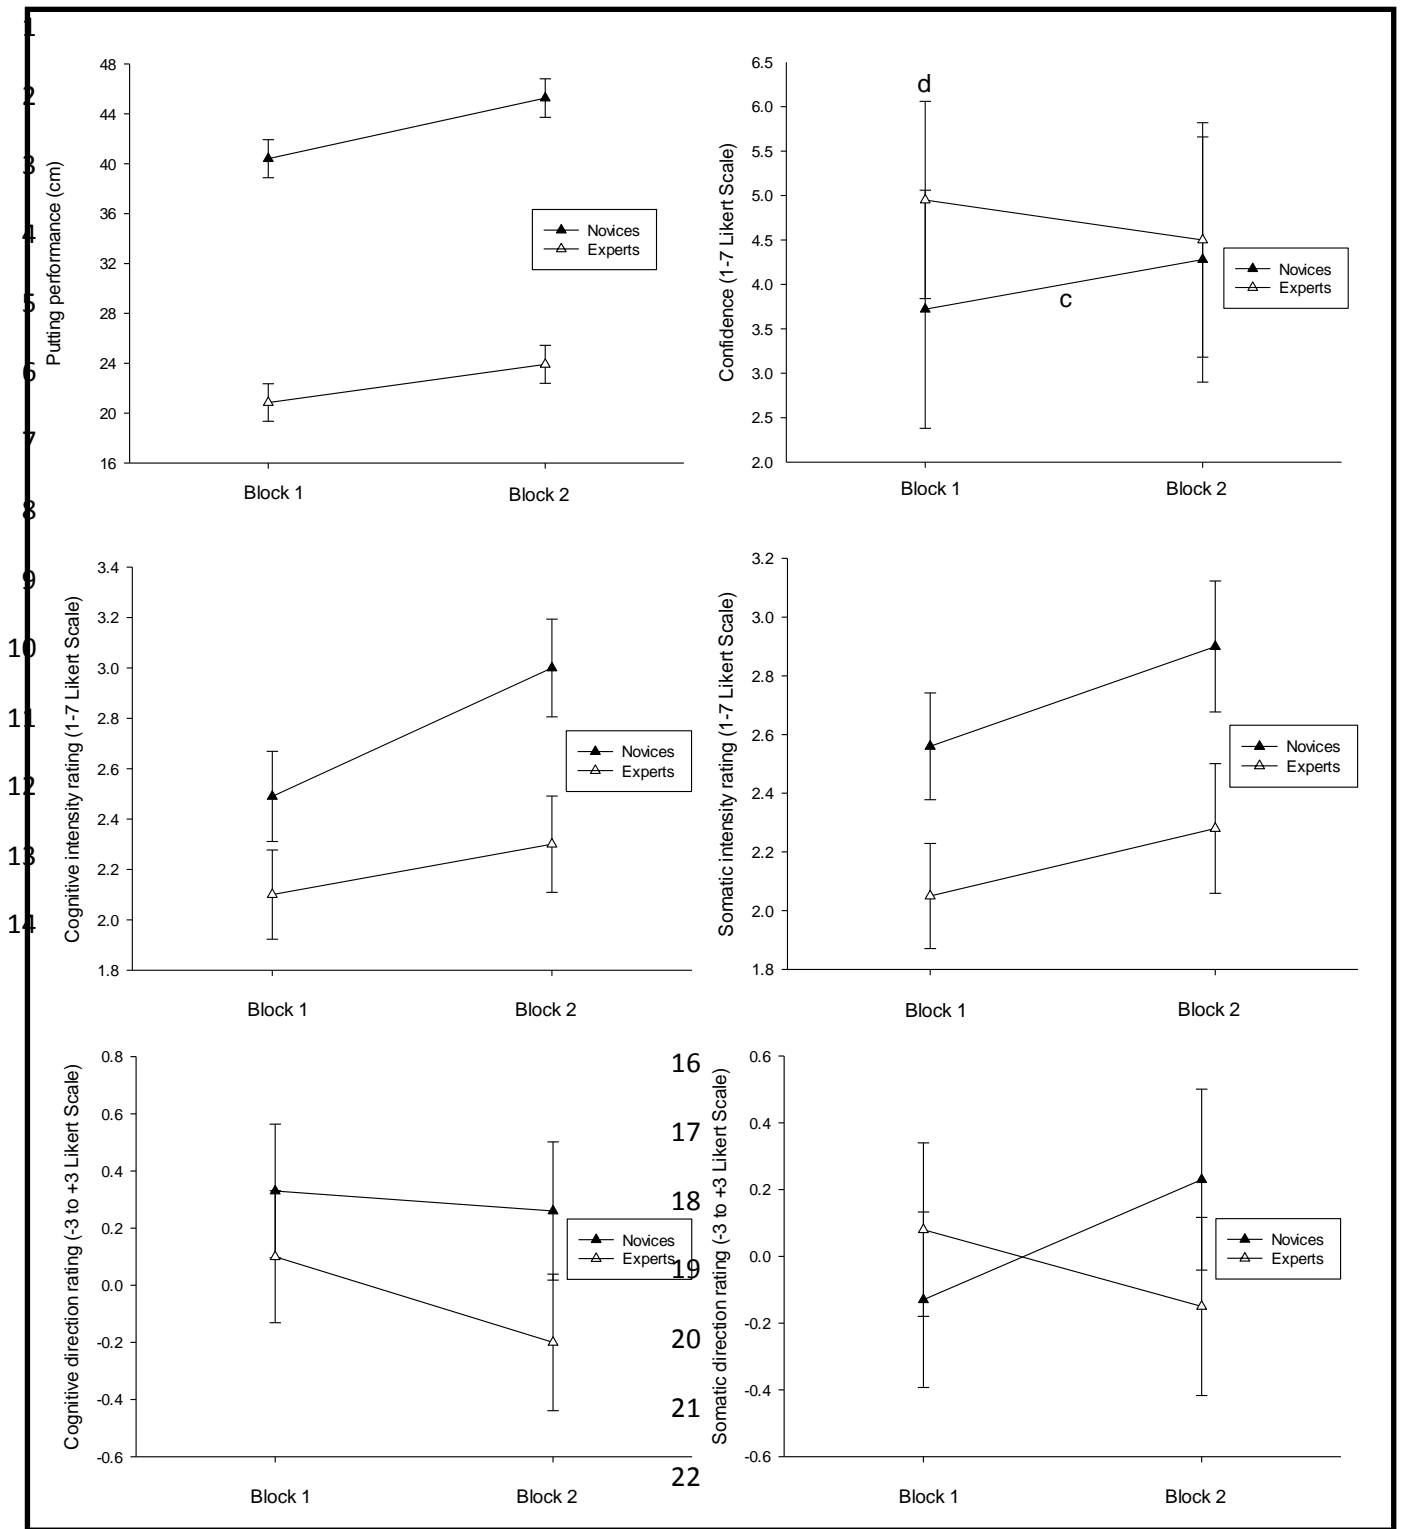 1
2
3
4
5
6
7
8
9
10
11
12
13
14
Putting performance (cm)
48
44
40
36
32
28
24
20
16
Novices
Experts
Block 1
Block 2
Confidence (1-7 Likert Scale)
6.5
6.0
5.5
5.0
4.5
4.0
3.5
3.0
2.5
2.0
d
c
Novices
Experts
Block 1
Block 2
Cognitive intensity rating (1-7 Likert Scale)
3.4
3.2
3.0
2.8
2.6
2.4
2.2
2.0
1.8
Novices
Experts
Block 1
Block 2
Somatic intensity rating (1-7 Likert Scale)
3.2
3.0
2.8
2.6
2.4
2.2
2.0
1.8
Novices
Experts
Block 1
Block 2
Cognitive direction rating (-3 to +3 Likert Scale)
0.8
0.6
0.4
0.2
0.0
-0.2
-0.4
-0.6
Novices
Experts
Block 1
Block 2
16
17
18
19
20
21
22
Somatic direction rating (-3 to +3 Likert Scale)
0.6
0.4
0.2
0.0
-0.2
-0.4
-0.6
Novices
Experts
Block 1
Block 2